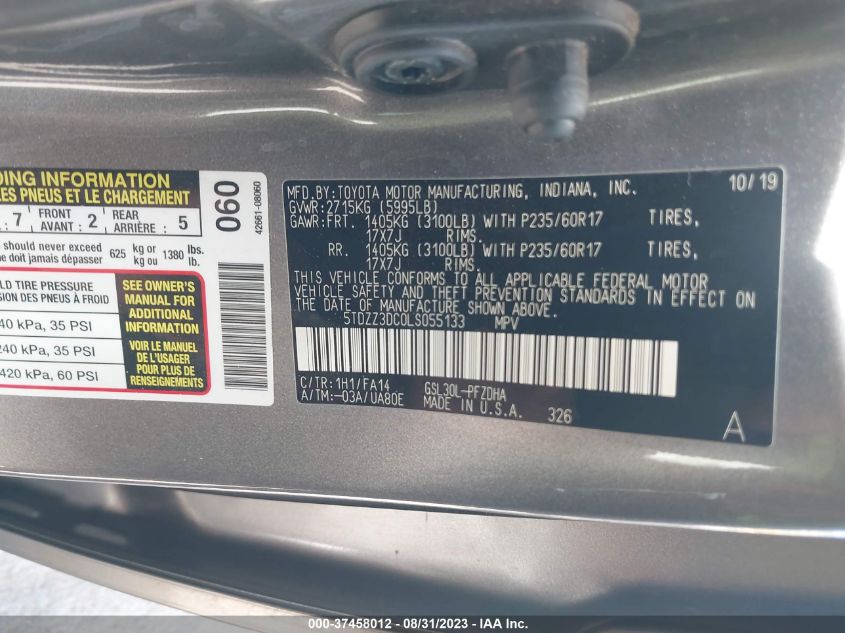 DING INFORMATION
LES PNEUS ET LE CHARGEMENT
7 FRONT AVANT : 2 REAR ARRIÈRE : 5
should never exceed 625 kg or 1380 lbs.
ne doit jamais dépasser kg ou lb.
LD TIRE PRESSURE
SION DES PNEUS À FROID
40 kPa, 35 PSI
240 kPa, 35 PSI
420 kPa, 60 PSI
SEE OWNER'S
MANUAL FOR
ADDITIONAL
INFORMATION
VOIR LE MANUEL
DE L'USAGER
POUR PLUS DE
RENSEIGNEMENTS
060
42661-08060
MFD.BY:TOYOTA MOTOR MANUFACTURING, INDIANA, INC. 10/19
GVWR:2715KG (5995LB)
GAWR:FRT. 1405KG (3100LB) WITH P235/60R17 TIRES,
17X7J RIMS.
RR. 1405KG (3100LB) WITH P235/60R17 TIRES,
17X7J RIMS.
THIS VEHICLE CONFORMS TO ALL APPLICABLE FEDERAL MOTOR
VEHICLE SAFETY AND THEFT PREVENTION STANDARDS IN EFFECT ON
THE DATE OF MANUFACTURE SHOWN ABOVE.
5TDZZ3DC0LS055133 MPV
C/TR:1H1/FA14 GSL30L-PFZDHA
A/TM:-03A/UA80E MADE IN U.S.A. 326
A
000-37458012 - 08/31/2023 - Copyright IAA, Inc.